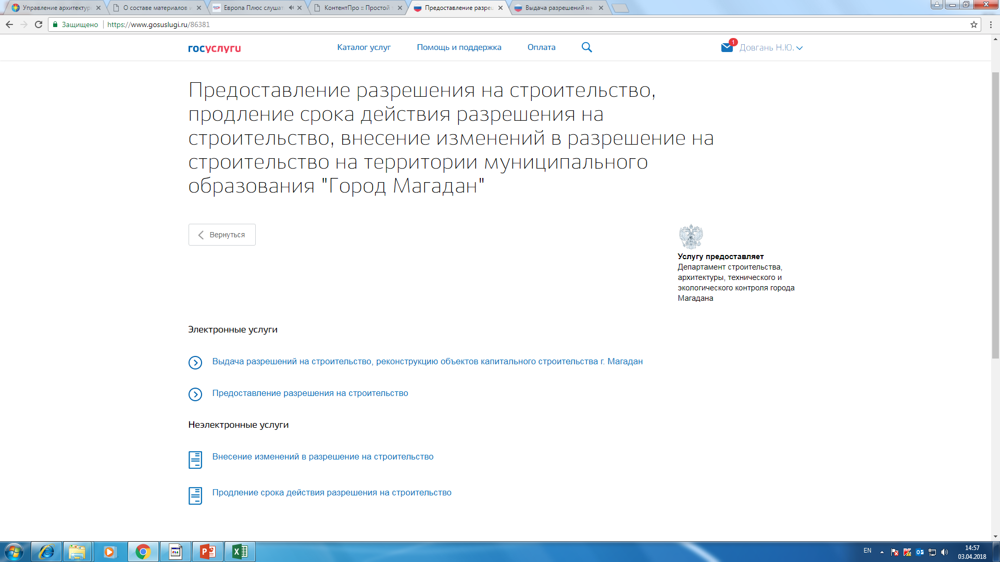 Управление архитектур
О составе материалов и
Европа Плюс слушат
КонтентПро :: Простой
Предоставление разреш
Выдача разрешений на
Защищено
https://www.gosuslugi.ru/86381
госуслуги
Каталог услуг
Помощь и поддержка
Оплата
1
Довгань Н.Ю.
Предоставление разрешения на строительство,
продление срока действия разрешения на
строительство, внесение изменений в разрешение на
строительство на территории муниципального
образования "Город Магадан"
Вернуться
Услугу предоставляет
Департамент строительства,
архитектуры, технического и
экологического контроля города
Магадана
Электронные услуги
Выдача разрешений на строительство, реконструкцию объектов капитального строительства г. Магадан
Предоставление разрешения на строительство
Неэлектронные услуги
Внесение изменений в разрешение на строительство
Продление срока действия разрешения на строительство
EN
14:57
03.04.2018